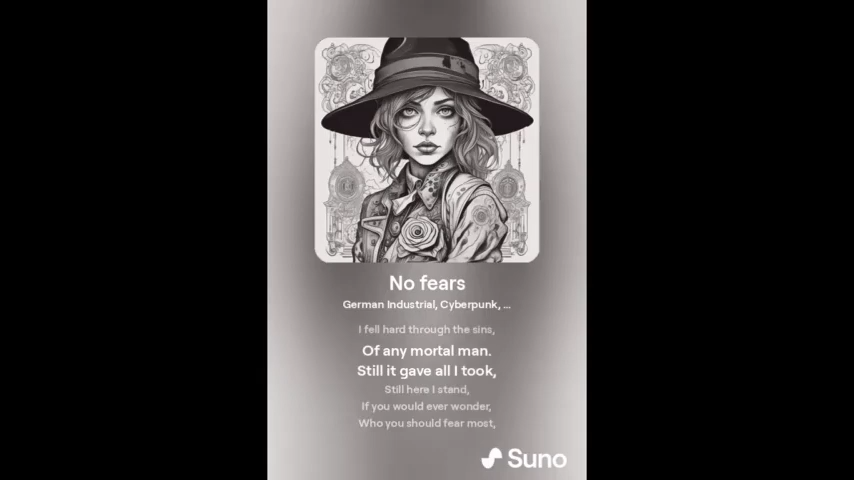 No fears
German Industrial, Cyberpunk, ...
I fell hard through the sins,
Of any mortal man.
Still it gave all I took,
Still here I stand,
If you would ever wonder,
Who you should fear most,
Suno